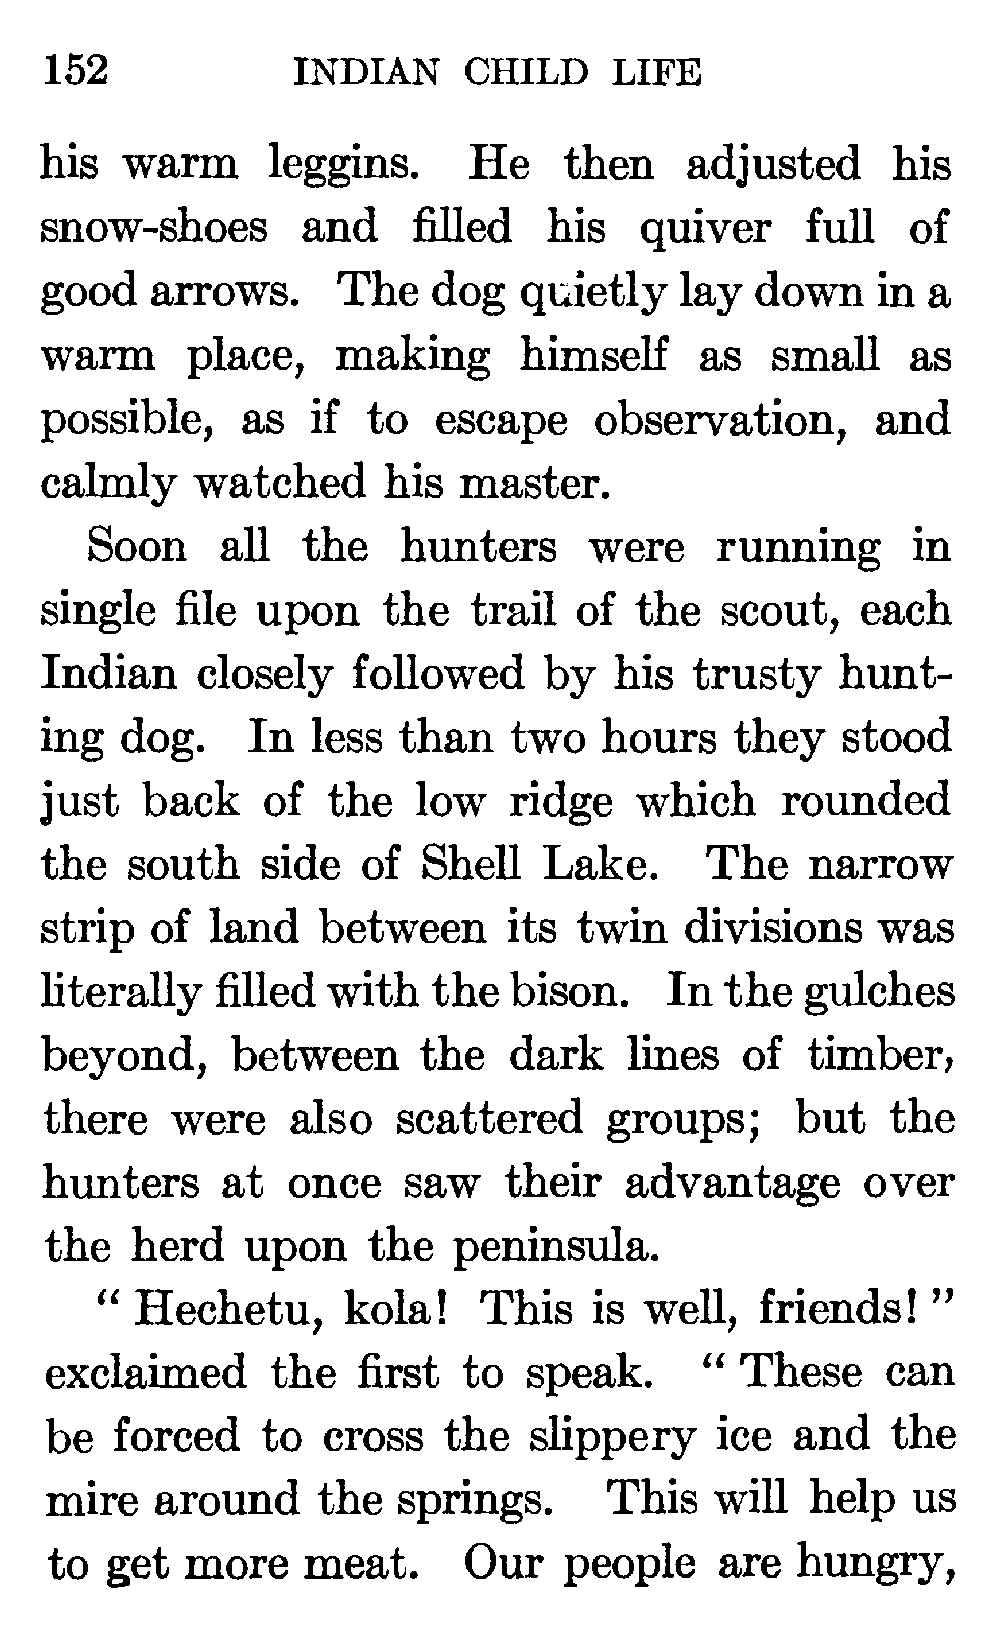 152 INDIAN CHILD LIFE
his warm leggins. He then adjusted his
snow-shoes and filled his quiver full of
good arrows. The dog quietly lay down in a
warm place, making himself as small as
possible, as if to escape observation, and
calmly watched his master.
Soon all the hunters were running in
single file upon the trail of the scout, each
Indian closely followed by his trusty hunt-
ing dog. In less than two hours they stood
just back of the low ridge which rounded
the south side of Shell Lake. The narrow
strip of land between its twin divisions was
literally filled with the bison. In the gulches
beyond, between the dark lines of timber,
there were also scattered groups; but the
hunters at once saw their advantage over
the herd upon the peninsula.
“ Hechetu, kola! This is well, friends! ”
exclaimed the first to speak. “ These can
be forced to cross the slippery ice and the
mire around the springs. This will help us
to get more meat. Our people are hungry,